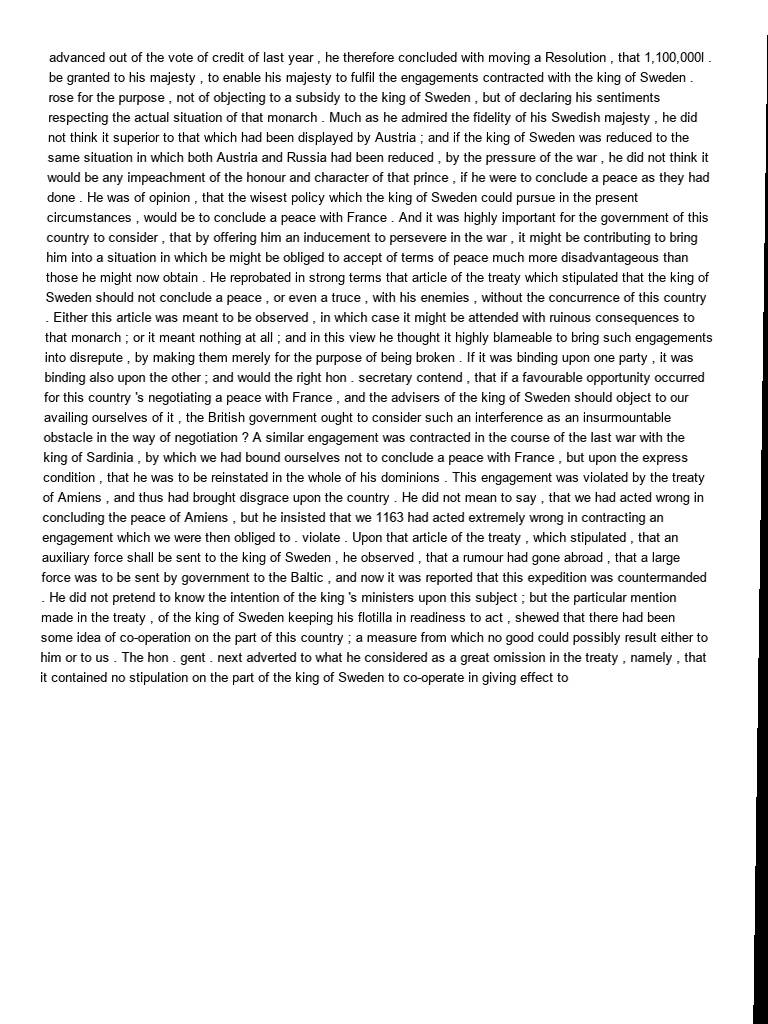 advanced out of the vote of credit of last year , he therefore concluded with moving a Resolution , that 1,100,000l .
be granted to his majesty , to enable his majesty to fulfil the engagements contracted with the king of Sweden .
rose for the purpose , not of objecting to a subsidy to the king of Sweden , but of declaring his sentiments
respecting the actual situation of that monarch . Much as he admired the fidelity of his Swedish majesty , he did
not think it superior to that which had been displayed by Austria ; and if the king of Sweden was reduced to the
same situation in which both Austria and Russia had been reduced , by the pressure of the war , he did not think it
would be any impeachment of the honour and character of that prince , if he were to conclude a peace as they had
done . He was of opinion , that the wisest policy which the king of Sweden could pursue in the present
circumstances , would be to conclude a peace with France . And it was highly important for the government of this
country to consider , that by offering him an inducement to persevere in the war , it might be contributing to bring
him into a situation in which be might be obliged to accept of terms of peace much more disadvantageous than
those he might now obtain . He reprobated in strong terms that article of the treaty which stipulated that the king of
Sweden should not conclude a peace , or even a truce , with his enemies , without the concurrence of this country
. Either this article was meant to be observed , in which case it might be attended with ruinous consequences to
that monarch ; or it meant nothing at all ; and in this view he thought it highly blameable to bring such engagements
into disrepute , by making them merely for the purpose of being broken . If it was binding upon one party , it was
binding also upon the other ; and would the right hon . secretary contend , that if a favourable opportunity occurred
for this country 's negotiating a peace with France , and the advisers of the king of Sweden should object to our
availing ourselves of it , the British government ought to consider such an interference as an insurmountable
obstacle in the way of negotiation ? A similar engagement was contracted in the course of the last war with the
king of Sardinia , by which we had bound ourselves not to conclude a peace with France , but upon the express
condition , that he was to be reinstated in the whole of his dominions . This engagement was violated by the treaty
of Amiens , and thus had brought disgrace upon the country . He did not mean to say , that we had acted wrong in
concluding the peace of Amiens , but he insisted that we 1163 had acted extremely wrong in contracting an
engagement which we were then obliged to . violate . Upon that article of the treaty , which stipulated , that an
auxiliary force shall be sent to the king of Sweden , he observed , that a rumour had gone abroad , that a large
force was to be sent by government to the Baltic , and now it was reported that this expedition was countermanded
. He did not pretend to know the intention of the king 's ministers upon this subject ; but the particular mention
made in the treaty , of the king of Sweden keeping his flotilla in readiness to act , shewed that there had been
some idea of co-operation on the part of this country ; a measure from which no good could possibly result either to
him or to us . The hon . gent . next adverted to what he considered as a great omission in the treaty , namely , that
it contained no stipulation on the part of the king of Sweden to co-operate in giving effect to